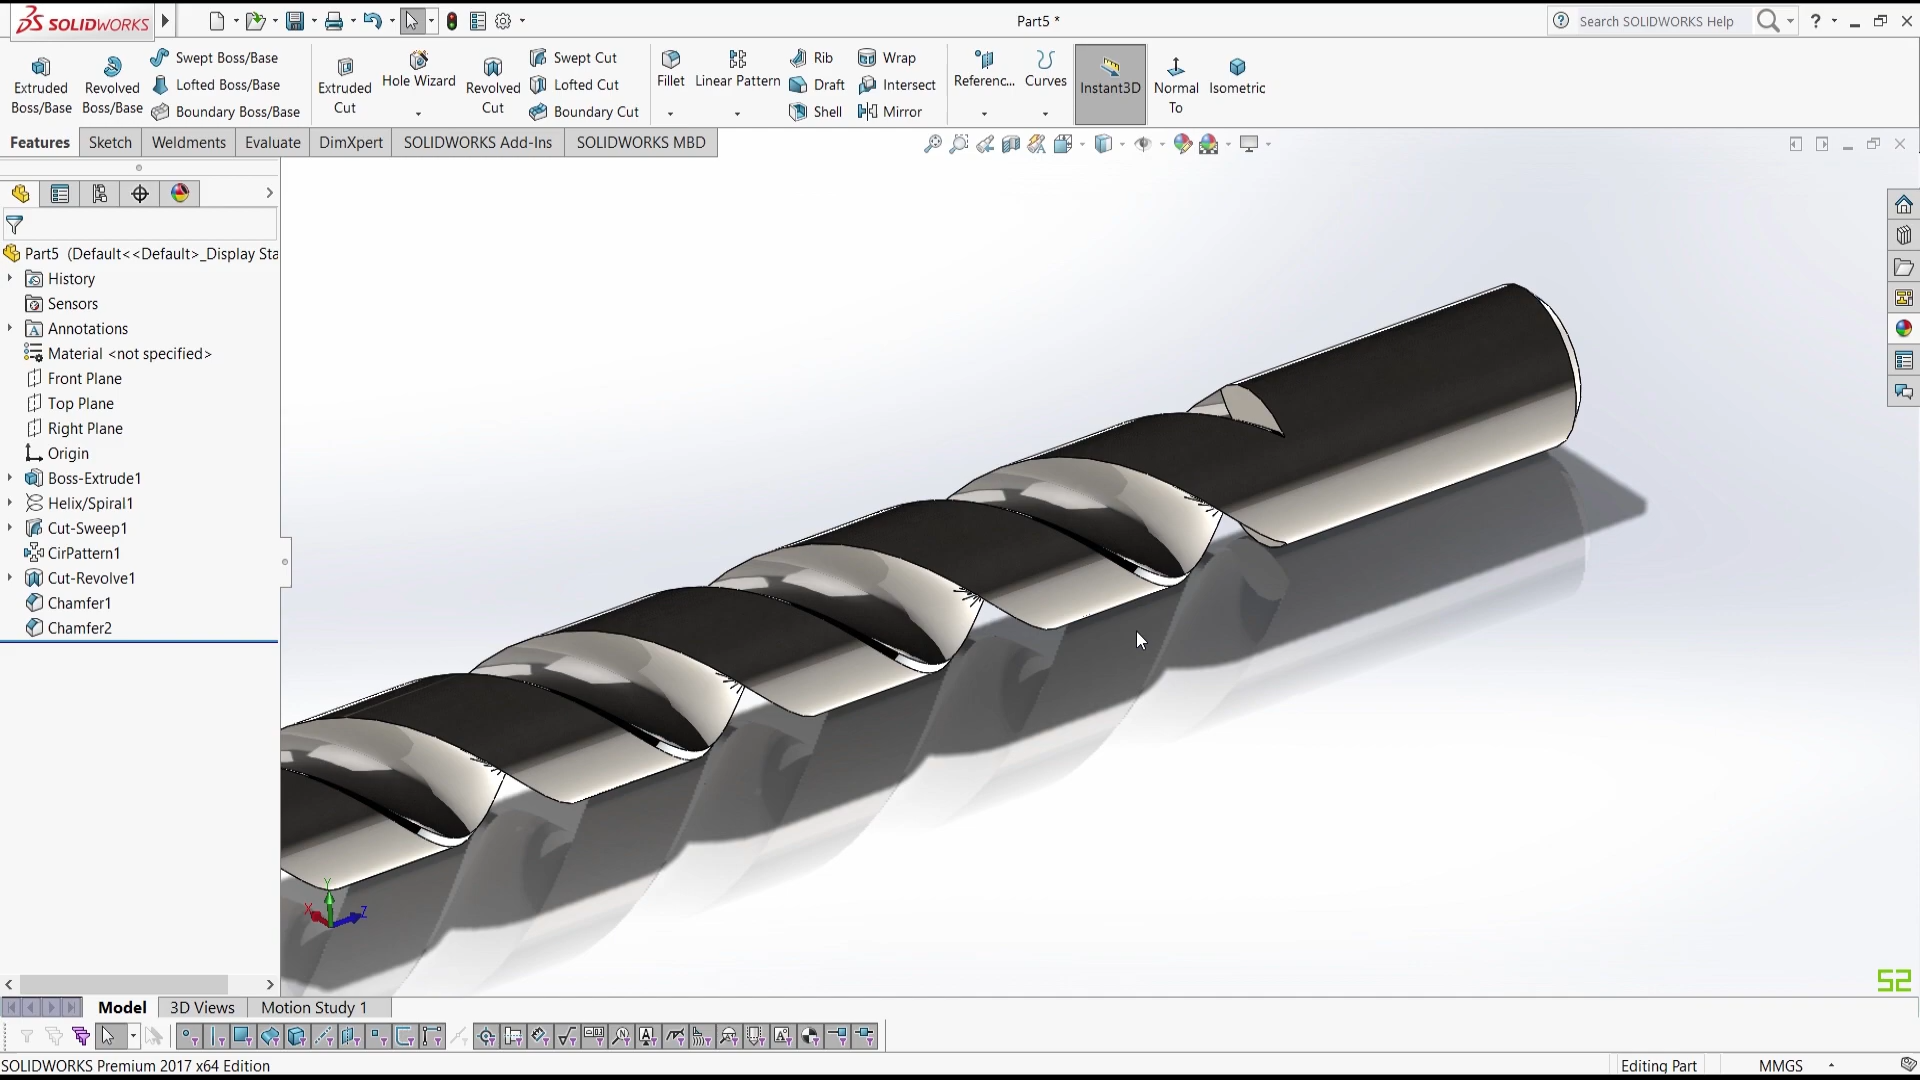 SOLIDWORKS
Part5 *
Search SOLIDWORKS Help
?
Extruded Boss/Base
Revolved Boss/Base
Swept Boss/Base
Lofted Boss/Base
Boundary Boss/Base
Extruded Cut
Hole Wizard
Revolved Cut
Swept Cut
Lofted Cut
Boundary Cut
Fillet
Linear Pattern
Rib
Draft
Shell
Wrap
Intersect
Mirror
Referenc...
Curves
Instant3D
Normal To
Isometric
Features
Sketch
Weldments
Evaluate
DimXpert
SOLIDWORKS Add-Ins
SOLIDWORKS MBD
Part5 (Default<<Default>_Display Sta
History
Sensors
Annotations
Material <not specified>
Front Plane
Top Plane
Right Plane
Origin
Boss-Extrude1
Helix/Spiral1
Cut-Sweep1
CirPattern1
Cut-Revolve1
Chamfer1
Chamfer2
Y
X
Z
52
Model
3D Views
Motion Study 1
SOLIDWORKS Premium 2017 x64 Edition
Editing Part
MMGS